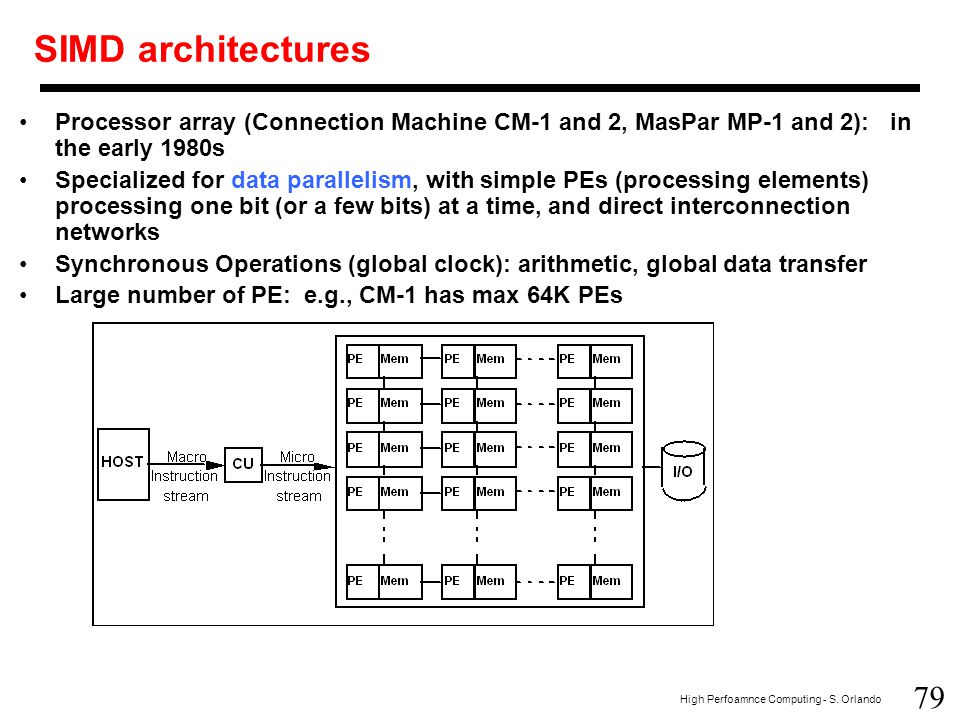 SIMD architectures
• Processor array (Connection Machine CM-1 and 2, MasPar MP-1 and 2): in
the early 1980s
• Specialized for data parallelism, with simple PEs (processing elements)
processing one bit (or a few bits) at a time, and direct interconnection
networks
• Synchronous Operations (global clock): arithmetic, global data transfer
• Large number of PE: e.g., CM-1 has max 64K PEs
PE Mem PE Mem PE Mem
PE Mem PE Mem PE Mem
PE Mem PE Mem PE Mem
HOST
Macro
Instruction
stream
CU
Micro
Instruction
stream
I/O
PE Mem PE Mem PE Mem
PE Mem PE Mem PE Mem
High Perfoamnce Computing - S. Orlando
79